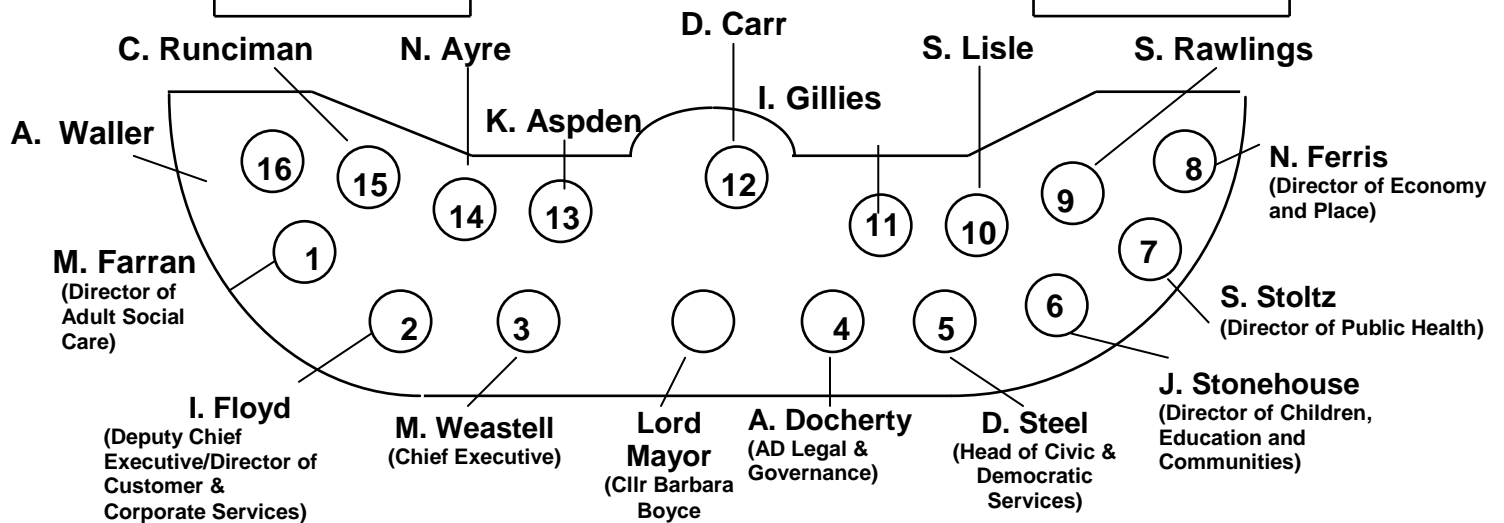 D. Carr
C. Runciman
N. Ayre
S. Lisle
S. Rawlings
I. Gillies
K. Aspden
A. Waller
16
15
14
13
12
11
10
9
8
N. Ferris
(Director of Economy
and Place)
M. Farran
(Director of
Adult Social
Care)
1
2
3
4
5
6
7
S. Stoltz
(Director of Public Health)
I. Floyd
(Deputy Chief
Executive/Director of
Customer &
Corporate Services)
M. Weastell
(Chief Executive)
Lord
Mayor
(Cllr Barbara
Boyce
A. Docherty
(AD Legal &
Governance)
D. Steel
(Head of Civic &
Democratic
Services)
J. Stonehouse
(Director of Children,
Education and
Communities)